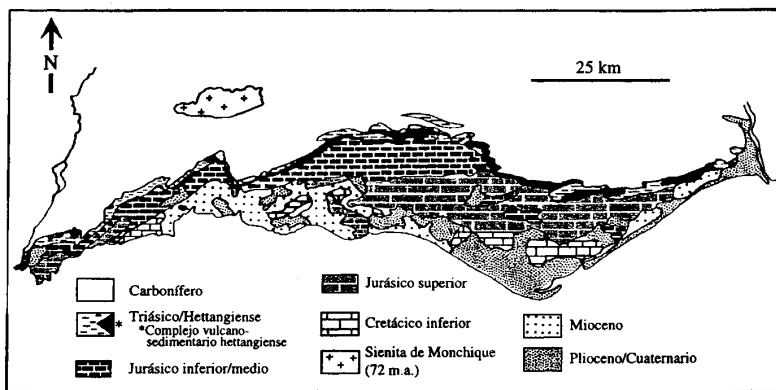 N
25 km
Carbonífero
Triásico/Hettangiense
* *Complejo vulcano-
sedimentario hettangiense
Jurásico inferior/medio
Jurásico superior
Cretácico inferior
Sienita de Monchique
(72 m.a.)
Mioceno
Plioceno/Cuaternario